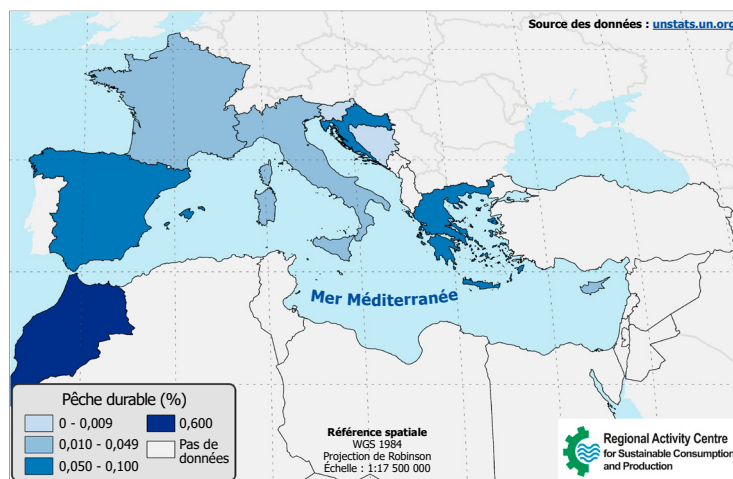 Source des données : unstats.un.org
Mer Méditerranée
Pêche durable (%)
0 - 0,009
0,010 - 0,049
0,050 - 0,100
0,600
Pas de
données
Référence spatiale
WGS 1984
Projection de Robinson
Échelle : 1:17 500 000
Regional Activity Centre
for Sustainable Consumption
and Production